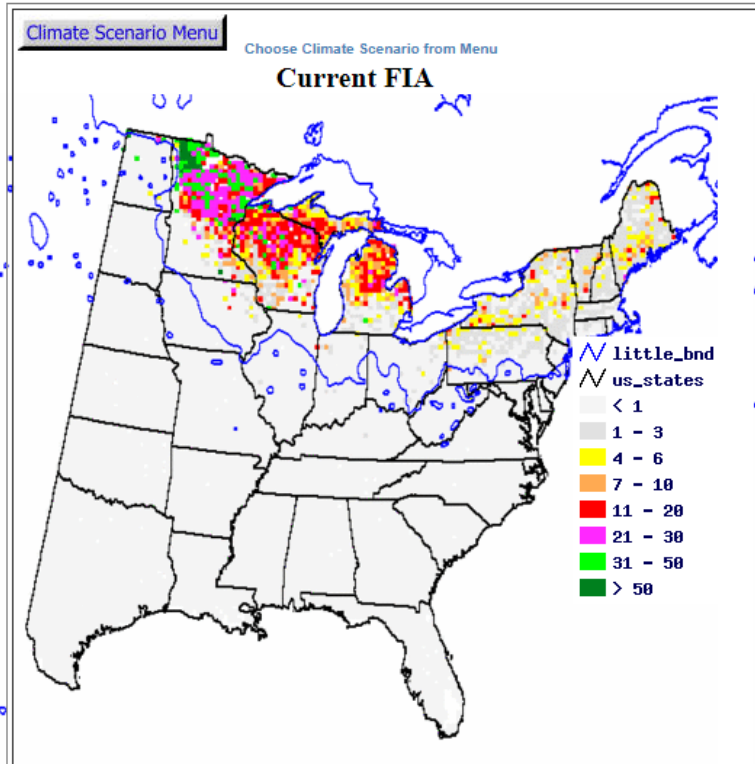 Climate Scenario Menu
Choose Climate Scenario from Menu
Current FIA
little_bnd
us_states
< 1
1 - 3
4 - 6
7 - 10
11 - 20
21 - 30
31 - 50
> 50